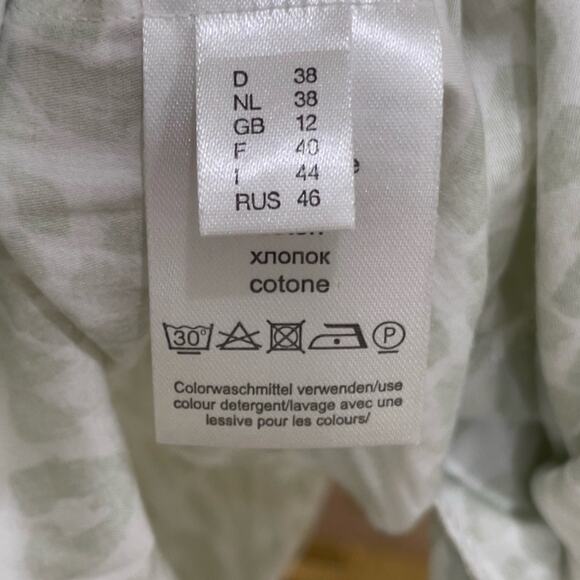 D 38
NL 38
GB 12
F 40
I 44
RUS 46
хлопок
cotone
30°
P
Colorwaschmittel verwenden/use
colour detergent/lavage avec une
lessive pour les colours/